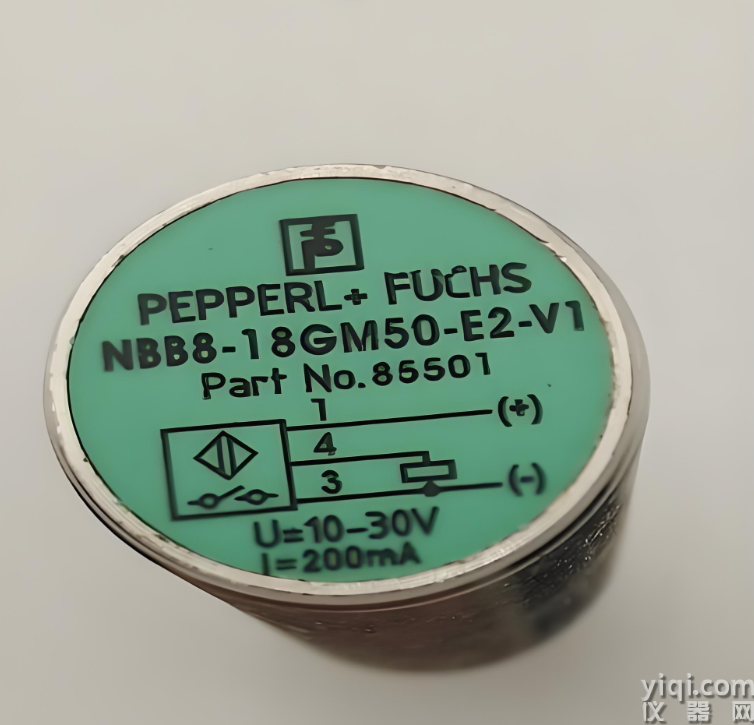 PEPPERL+ FUCHS
NBB8-18GM50-E2-V1
Part No.85501
1 (+)
4
3 (-)
U=10-30V
I=200mA
yiqi.com
仪器网